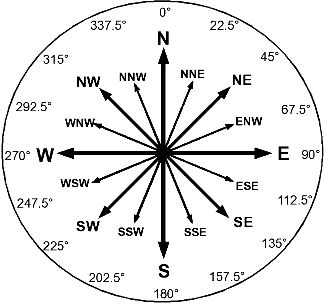 0°
337.5° 22.5°
N
315° 45°
NNW NNE
NW NE
292.5° 67.5°
WNW ENW
270° W E 90°
WSW ESE
247.5° 112.5°
SW SE
SSW SSE
225° 135°
S
202.5° 157.5°
180°